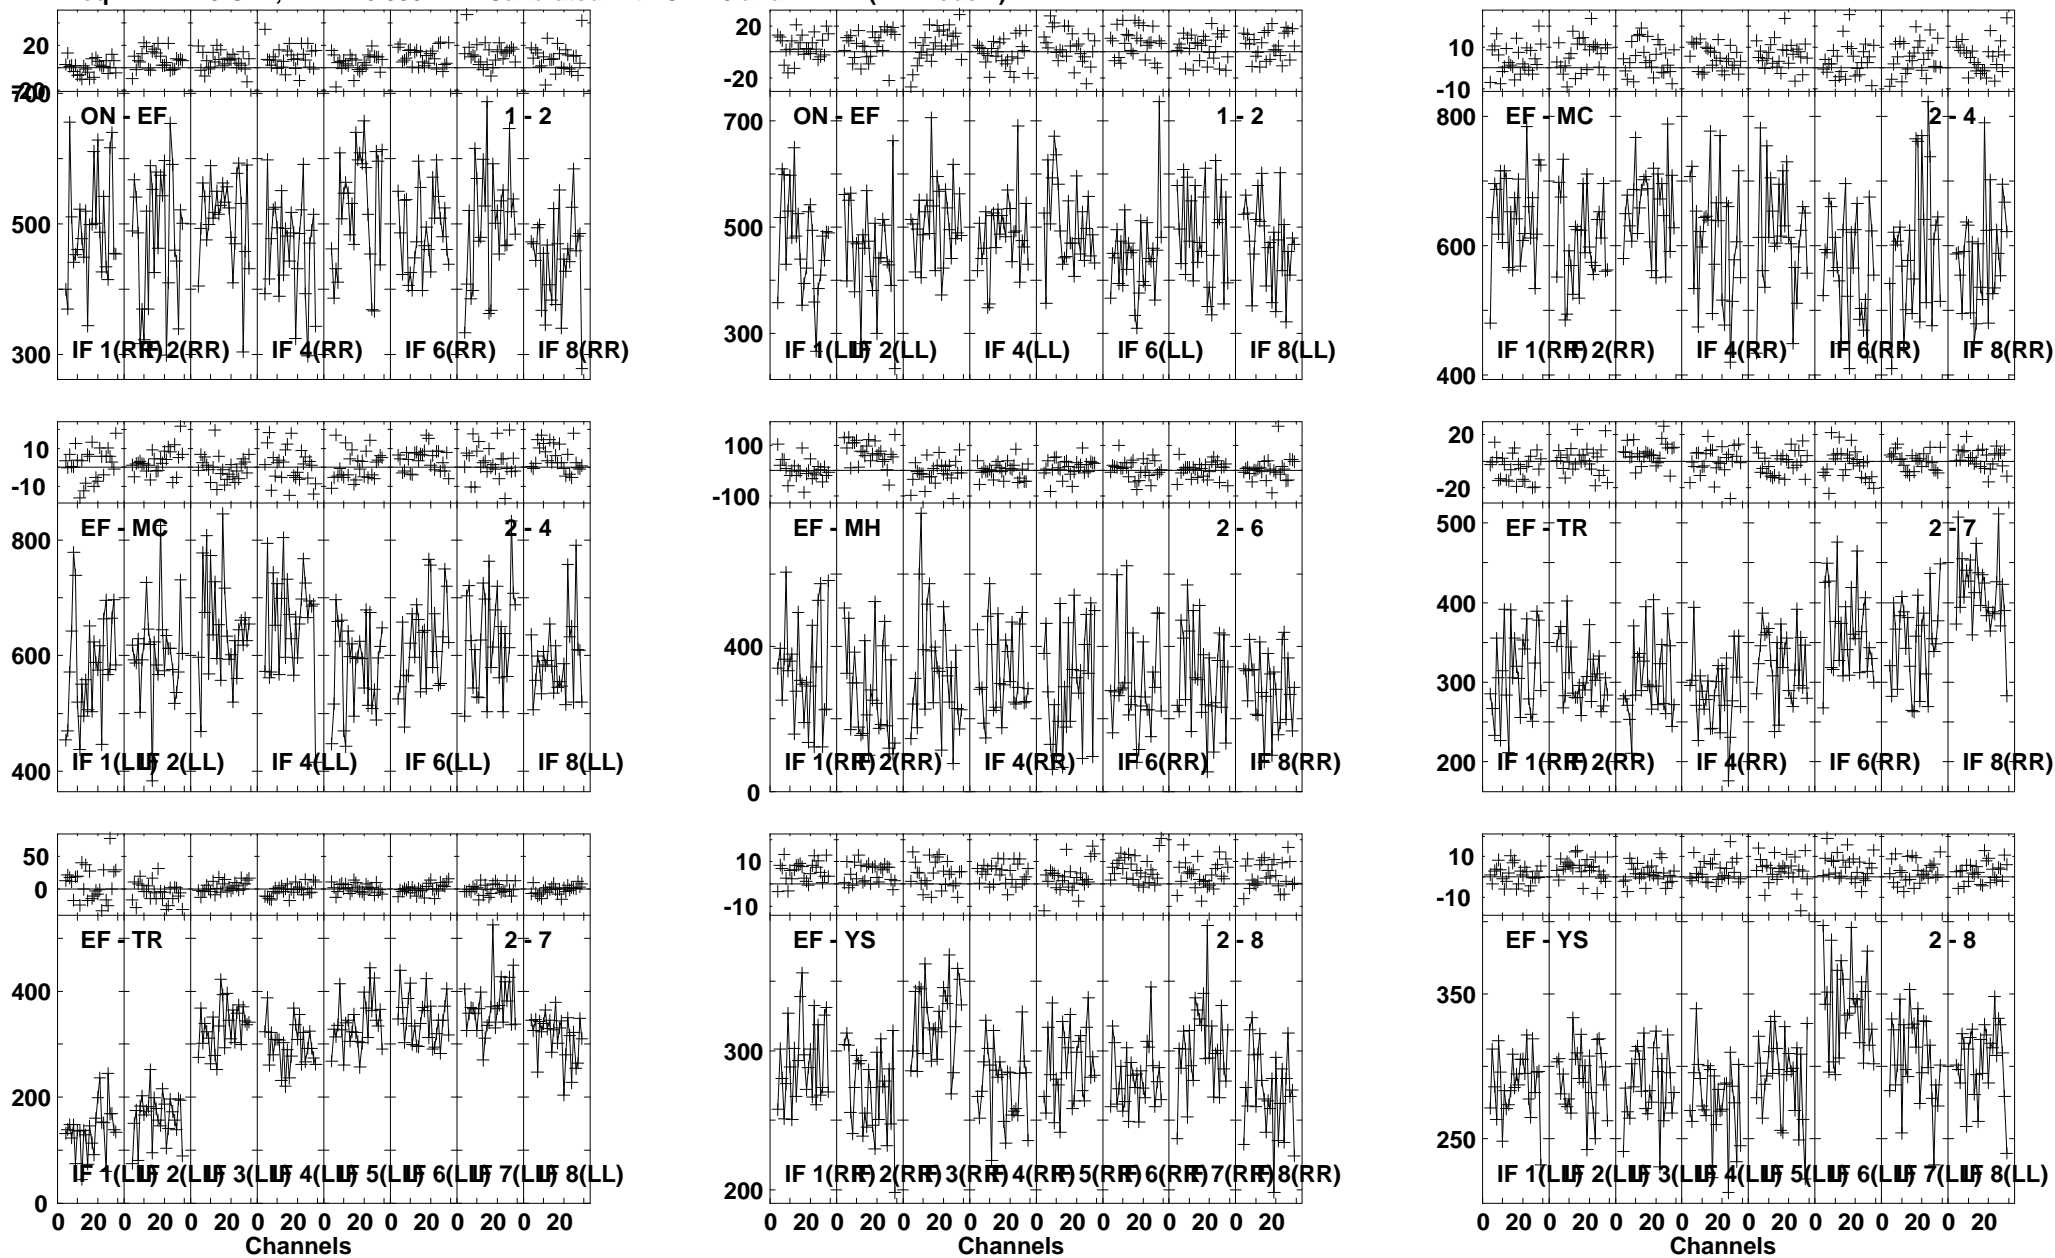 20
-20
700
500
300
ON - EF 1 - 2
IF 1(RR) IF 2(RR) IF 4(RR) IF 6(RR) IF 8(RR)
20
-20
700
500
300
ON - EF 1 - 2
IF 1(LL) IF 2(LL) IF 4(LL) IF 6(LL) IF 8(LL)
10
-10
800
600
400
EF - MC 2 - 4
IF 1(RR) IF 2(RR) IF 4(RR) IF 6(RR) IF 8(RR)
10
-10
800
600
400
EF - MC 2 - 4
IF 1(LL) IF 2(LL) IF 4(LL) IF 6(LL) IF 8(LL)
100
-100
400
0
EF - MH 2 - 6
IF 1(RR) IF 2(RR) IF 4(RR) IF 6(RR) IF 8(RR)
20
-20
500
400
300
200
EF - TR 2 - 7
IF 1(RR) IF 2(RR) IF 4(RR) IF 6(RR) IF 8(RR)
50
0
400
200
0
EF - TR 2 - 7
IF 1(LL) IF 2(LL) IF 3(LL) IF 4(LL) IF 5(LL) IF 6(LL) IF 7(LL) IF 8(LL)
0 20 0 20 0 20 0 20 0 20 0 20 0 20 0 20
Channels
10
-10
300
200
EF - YS 2 - 8
IF 1(RR) IF 2(RR) IF 3(RR) IF 4(RR) IF 5(RR) IF 6(RR) IF 7(RR) IF 8(RR)
0 20 0 20 0 20 0 20 0 20 0 20 0 20 0 20
Channels
10
-10
350
250
EF - YS 2 - 8
IF 1(LL) IF 2(LL) IF 3(LL) IF 4(LL) IF 5(LL) IF 6(LL) IF 7(LL) IF 8(LL)
0 20 0 20 0 20 0 20 0 20 0 20 0 20 0 20
Channels